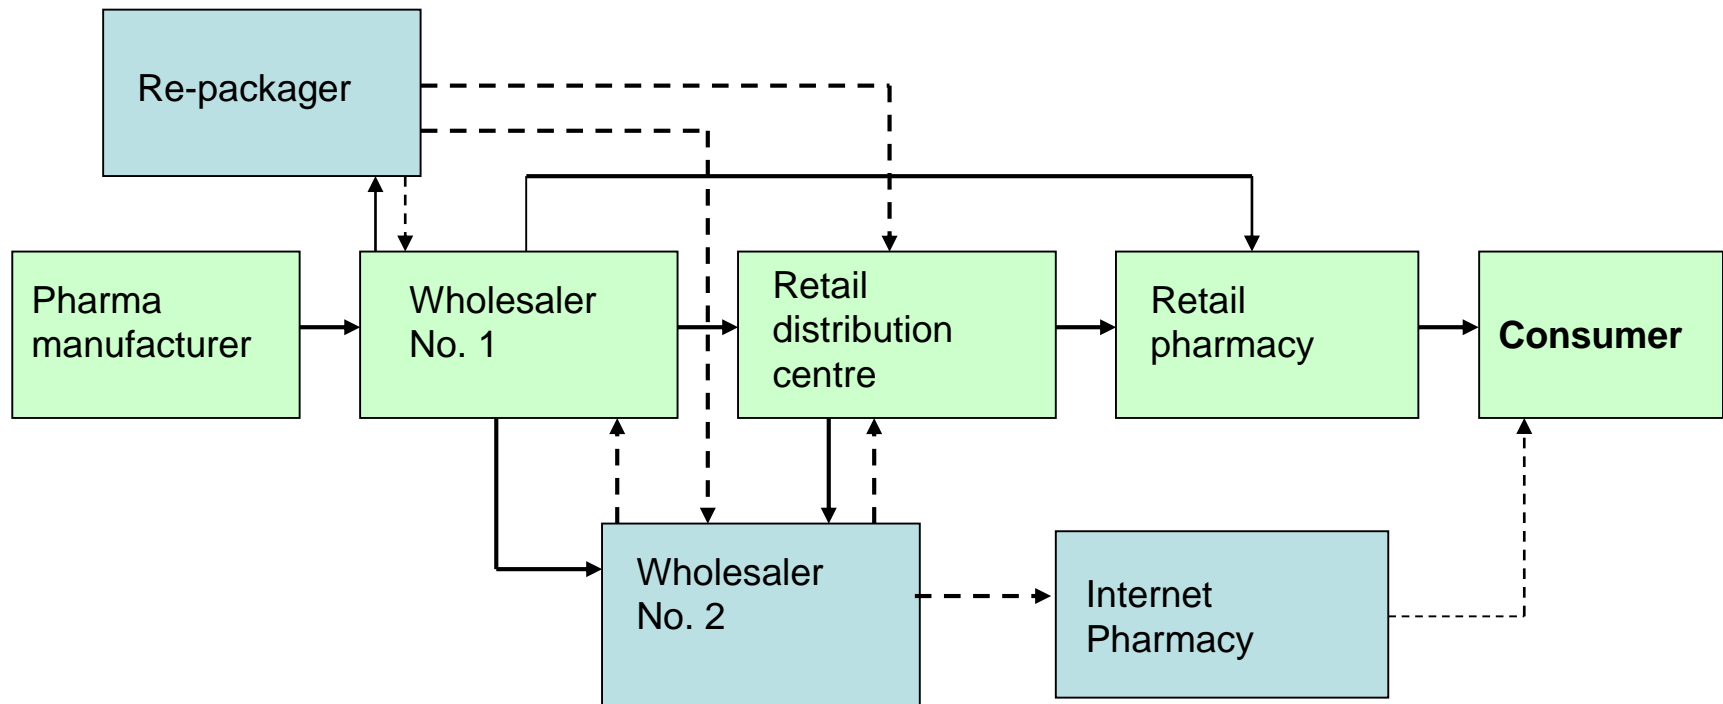 Re-packager
Pharma
manufacturer
Wholesaler
No. 1
Retail
distribution
centre
Retail
pharmacy
Consumer
Wholesaler
No. 2
Internet
Pharmacy